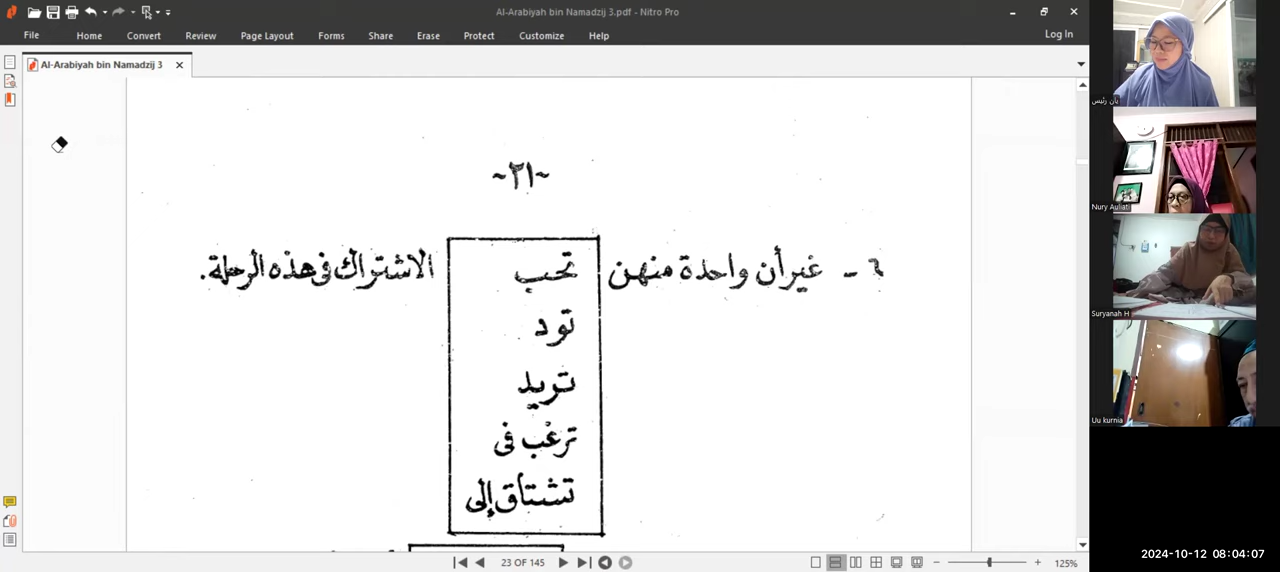 Al-Arabiyah bin Namadzij 3.pdf - Nitro Pro
File Home Convert Review Page Layout Forms Share Erase Protect Customize Help Log In
Al-Arabiyah bin Namadzij 3
~٢١~
٦ - غير أن واحدة منهن تحب الاشتراك فى هذه الرحلة.
تود
تريد
ترغب فى
تشتاق إلى
Nury Auliati
Suryanah H
Uu kurnia
23 OF 145
125%
2024-10-12 08:04:07